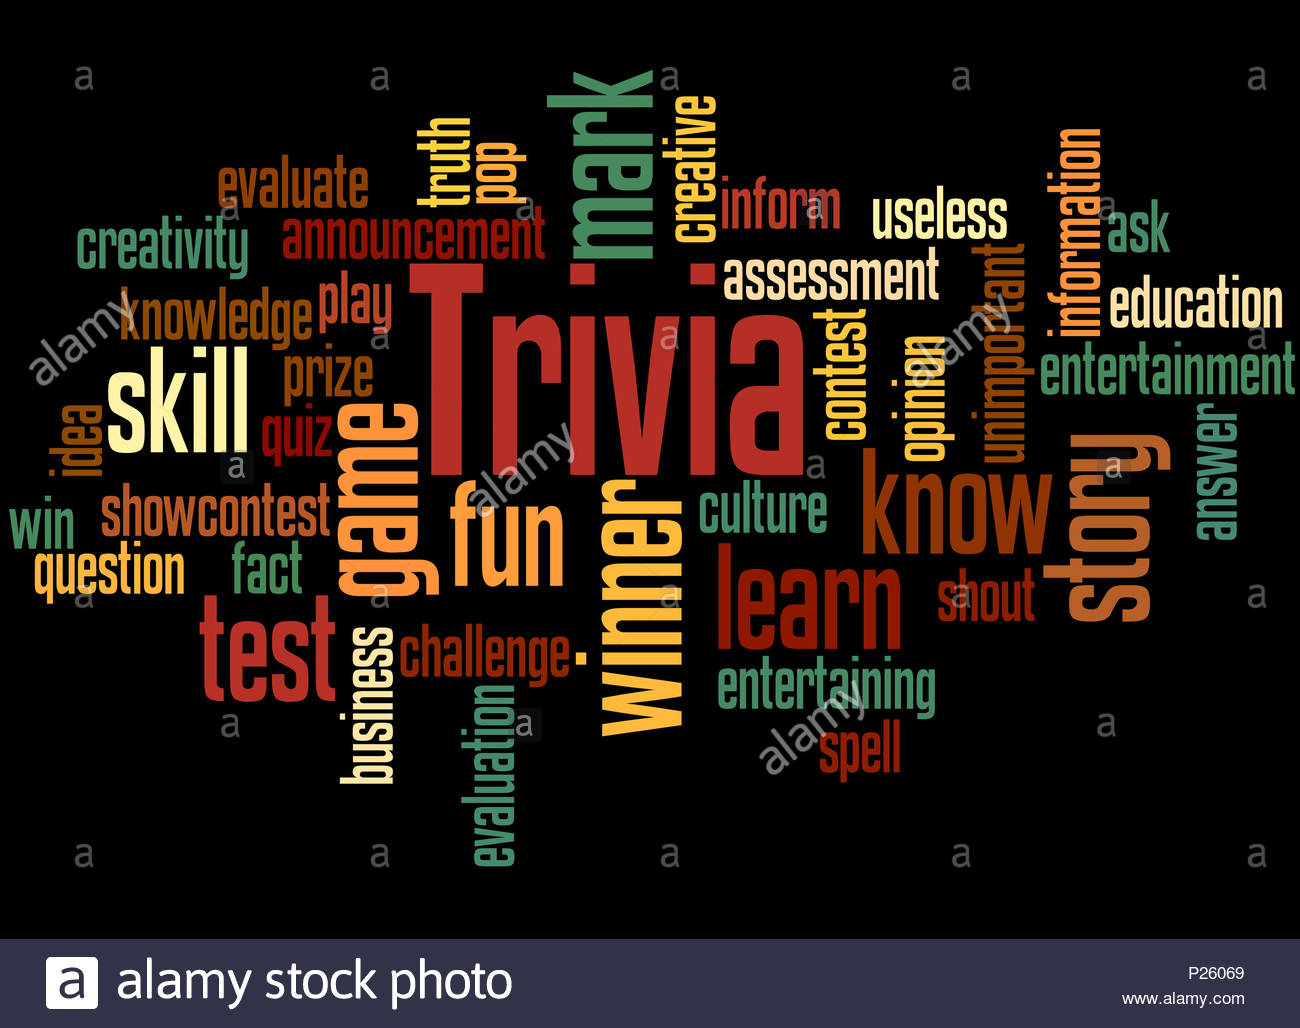 mark
creative
truth
pop
information
evaluate
inform
useless
ask
creativity
announcement
unimportant
assessment
Trivia
education
knowledge
play
contest
opinion
entertainment
skill
prize
idea
quiz
game
answer
story
know
win
showcontest
fun
winner
culture
question
fact
learn
shout
test
business
challenge
entertaining
evaluation
spell
a alamy
a alamy
a alamy
a alamy stock photo
P26069
www.alamy.com